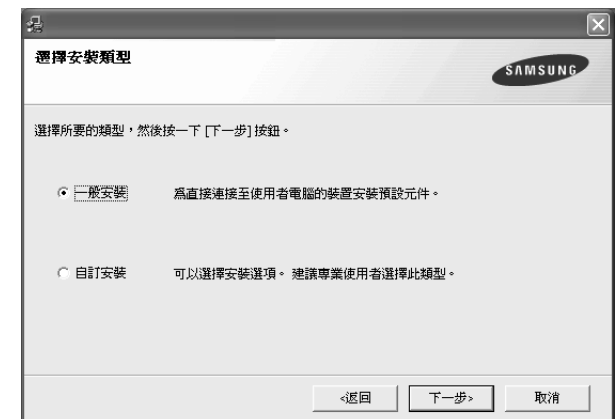 選擇安裝類型
SAMSUNG
選擇所要的類型，然後按一下 [下一步] 按鈕。
一般安裝 爲直接連接至使用者電腦的裝置安裝預設元件。
自訂安裝 可以選擇安裝選項。 建議專業使用者選擇此類型。
<返回 下一步> 取消